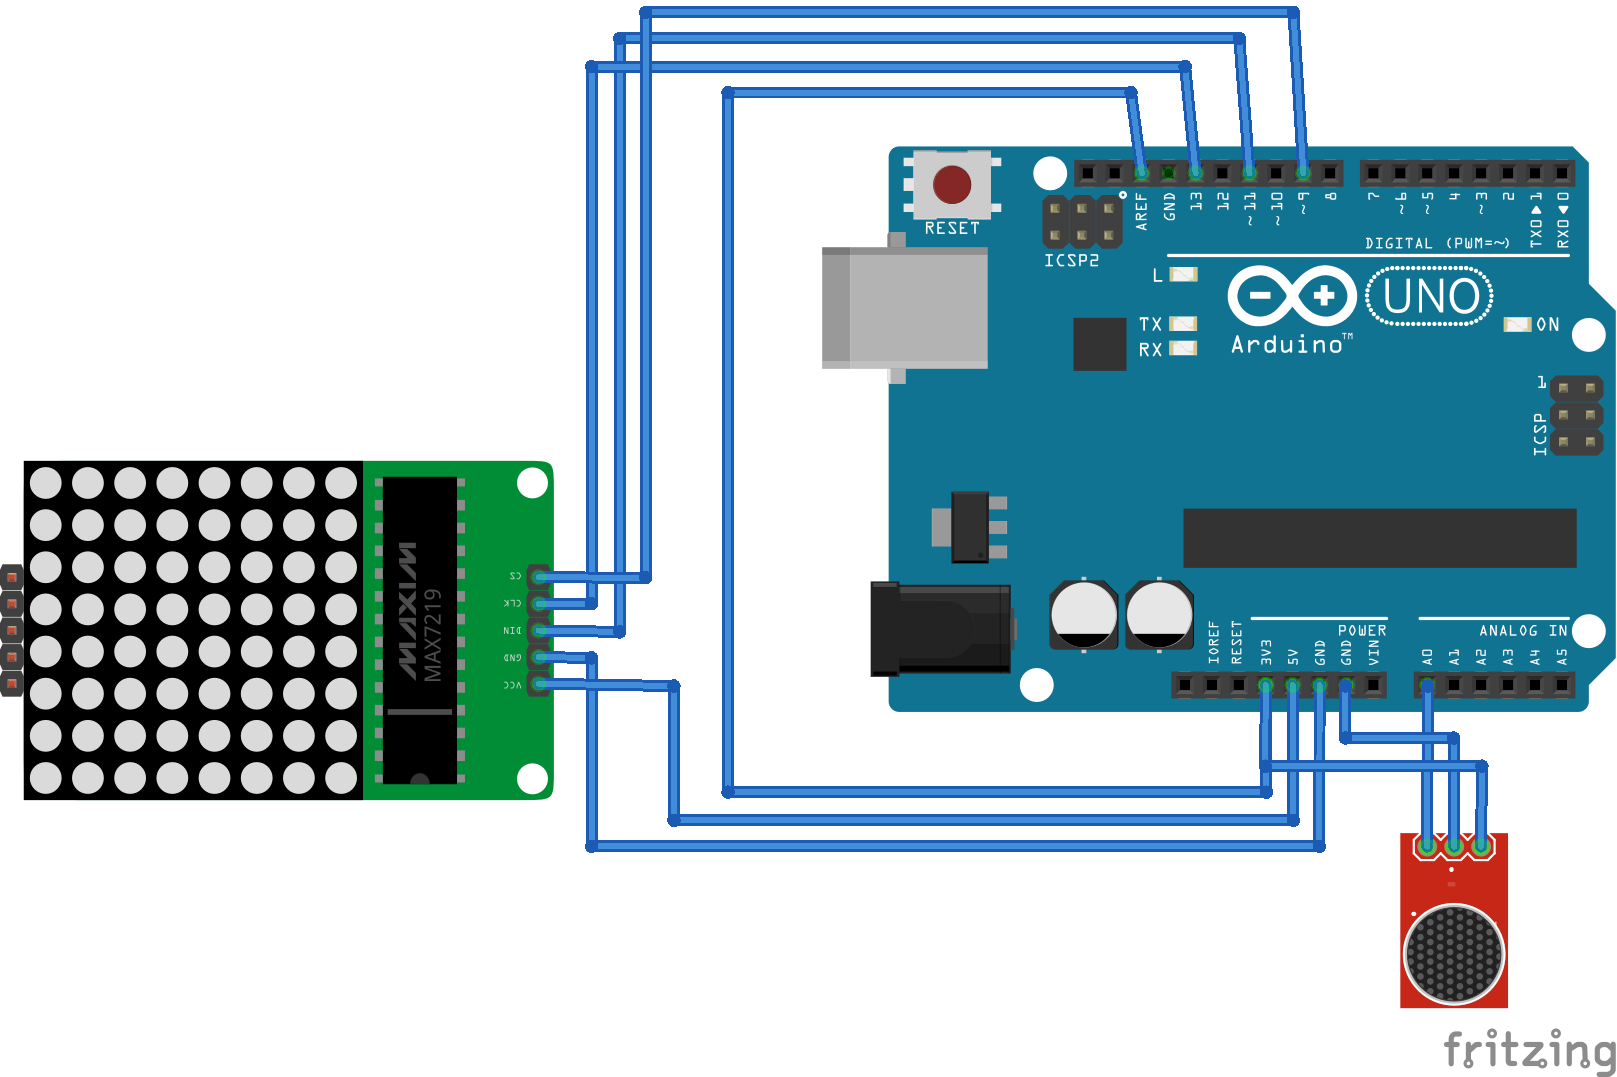 RESET
ICSP2
AREF
GND
13
12
~11
~10
~9
8
7
~6
~5
4
~3
2
TX0▶1
RX0◀0
DIGITAL (PWM=~)
L
TX
RX
UNO
Arduino™
ON
1
ICSP
MAXIM
MAX7219
CS
CLK
DIN
GND
VCC
IOREF
RESET
3V3
5V
GND
GND
VIN
POWER
ANALOG IN
A0
A1
A2
A3
A4
A5
fritzing